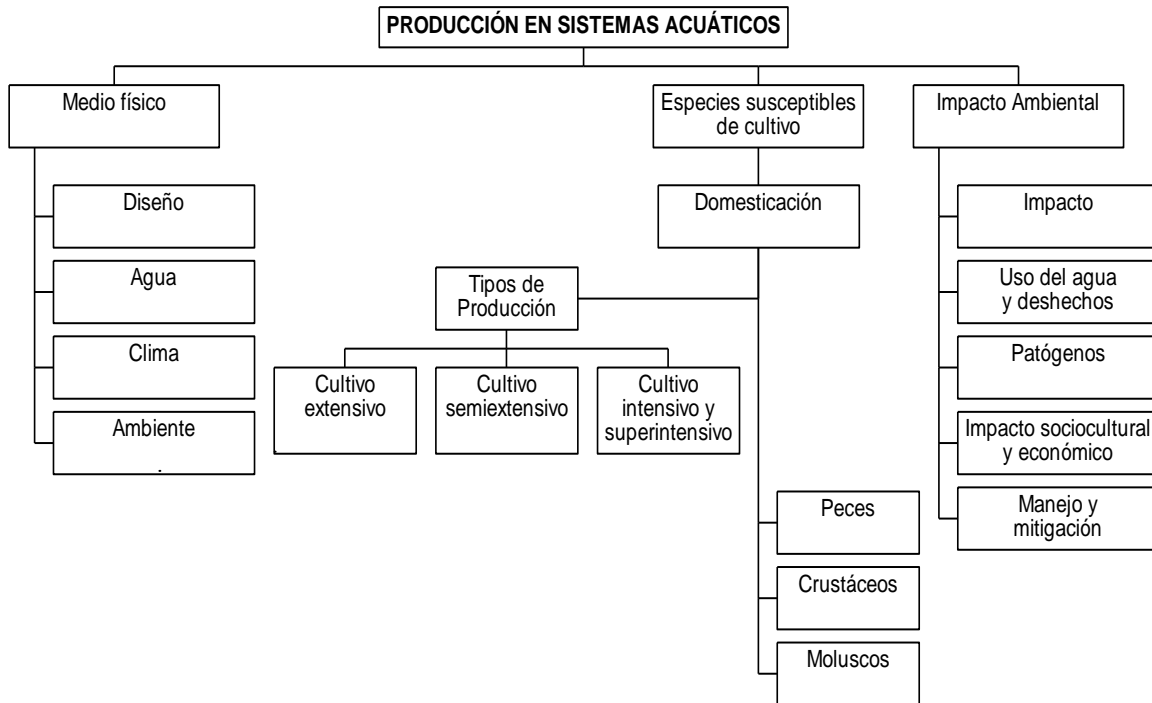 PRODUCCIÓN EN SISTEMAS ACUÁTICOS
Medio físico
Diseño
Agua
Clima
Ambiente
.
Especies susceptibles
de cultivo
Domesticación
Tipos de
Producción
Cultivo
extensivo
.
Cultivo
semiextensivo
Cultivo
intensivo y
superintensivo
Peces
Crustáceos
Moluscos
Impacto Ambiental
Impacto
Uso del agua
y deshechos
Patógenos
Impacto sociocultural
y económico
Manejo y
mitigación